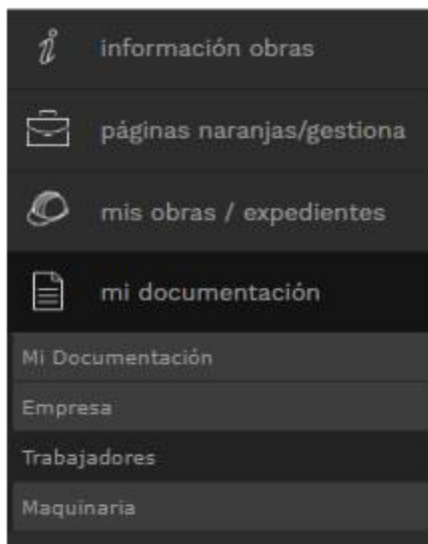 información obras
páginas naranjas/gestiona
mis obras / expedientes
mi documentación
Mi Documentación
Empresa
Trabajadores
Maquinaria